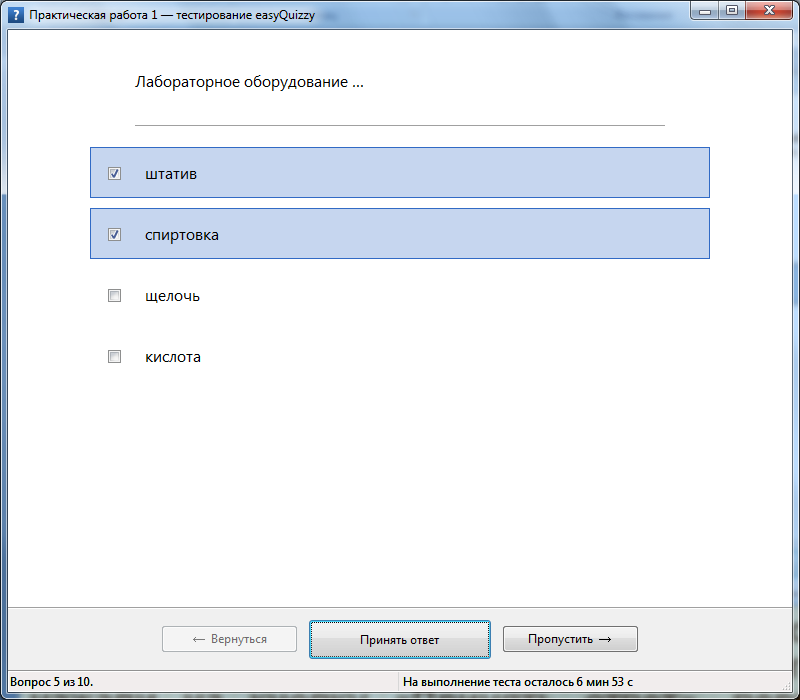 Практическая работа 1 — тестирование easyQuizzy
Лабораторное оборудование ...
штатив
спиртовка
щелочь
кислота
← Вернуться
Принять ответ
Пропустить →
Вопрос 5 из 10.
На выполнение теста осталось 6 мин 53 с